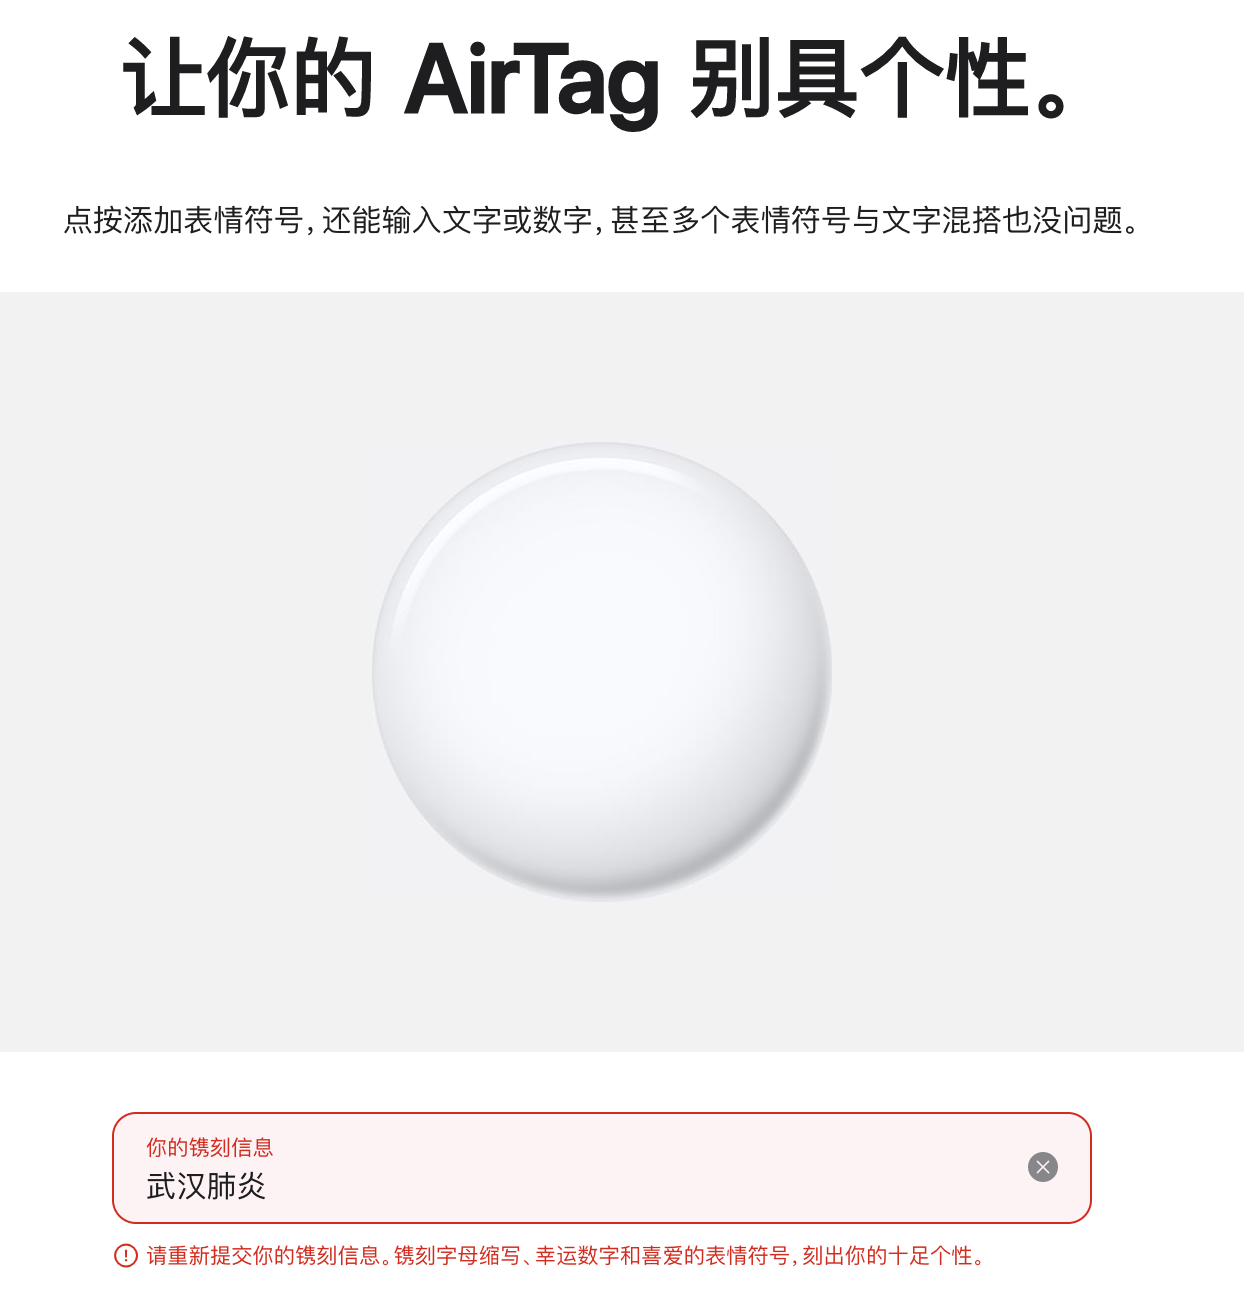 让你的 AirTag 别具个性。
点按添加表情符号，还能输入文字或数字，甚至多个表情符号与文字混搭也没问题。
你的镌刻信息
武汉肺炎
请重新提交你的镌刻信息。镌刻字母缩写、幸运数字和喜爱的表情符号，刻出你的十足个性。